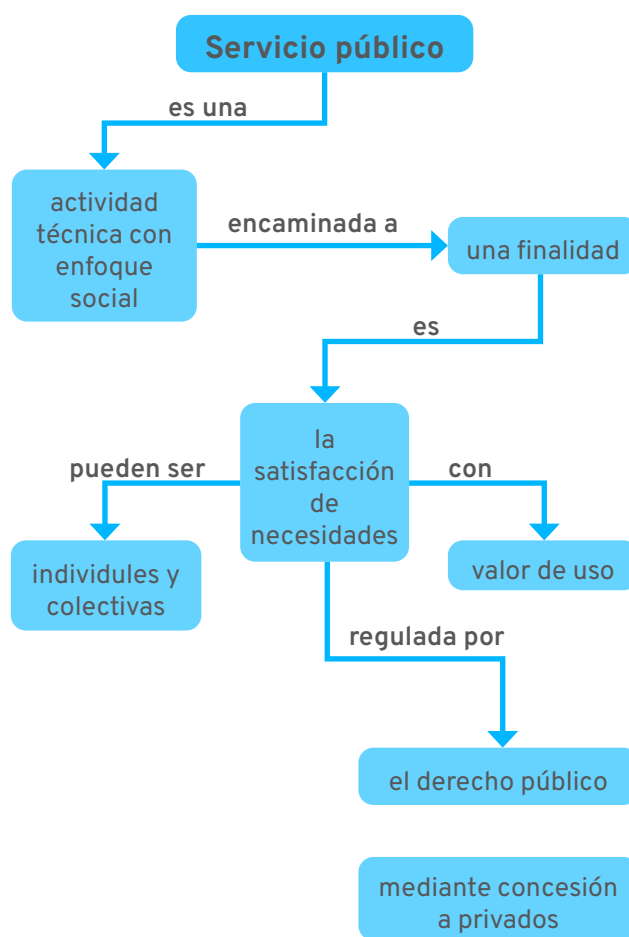 Servicio público
es una
actividad
técnica con
enfoque
social
encaminada a
una finalidad
es
la
satisfacción
de
necesidades
pueden ser
con
individules y
colectivas
valor de uso
regulada por
el derecho público
mediante concesión
a privados